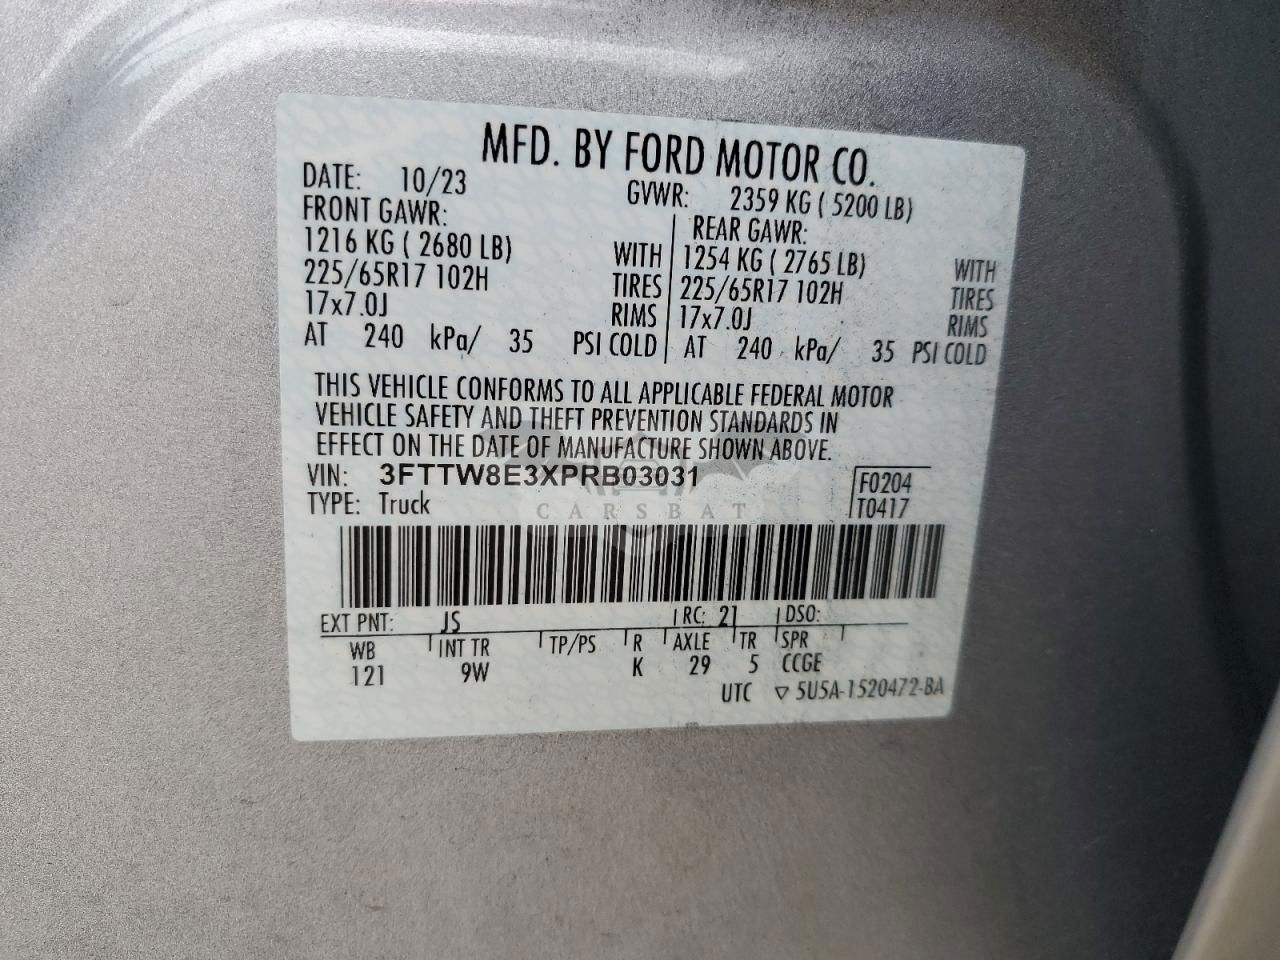 MFD. BY FORD MOTOR CO.
DATE: 10/23 GVWR: 2359 KG ( 5200 LB)
FRONT GAWR: REAR GAWR:
1216 KG ( 2680 LB) WITH 1254 KG ( 2765 LB) WITH
225/65R17 102H TIRES 225/65R17 102H TIRES
17x7.0J RIMS 17x7.0J RIMS
AT 240 kPa/ 35 PSI COLD AT 240 kPa/ 35 PSI COLD
THIS VEHICLE CONFORMS TO ALL APPLICABLE FEDERAL MOTOR
VEHICLE SAFETY AND THEFT PREVENTION STANDARDS IN
EFFECT ON THE DATE OF MANUFACTURE SHOWN ABOVE.
VIN: 3FTTW8E3XPRB03031 F0204
TYPE: Truck T0417
CARSBAT
EXT PNT: JS RC: 21 DSO:
WB INT TR TP/PS R AXLE TR SPR
121 9W K 29 5 CCGE
UTC ▽ 5U5A-1520472-BA